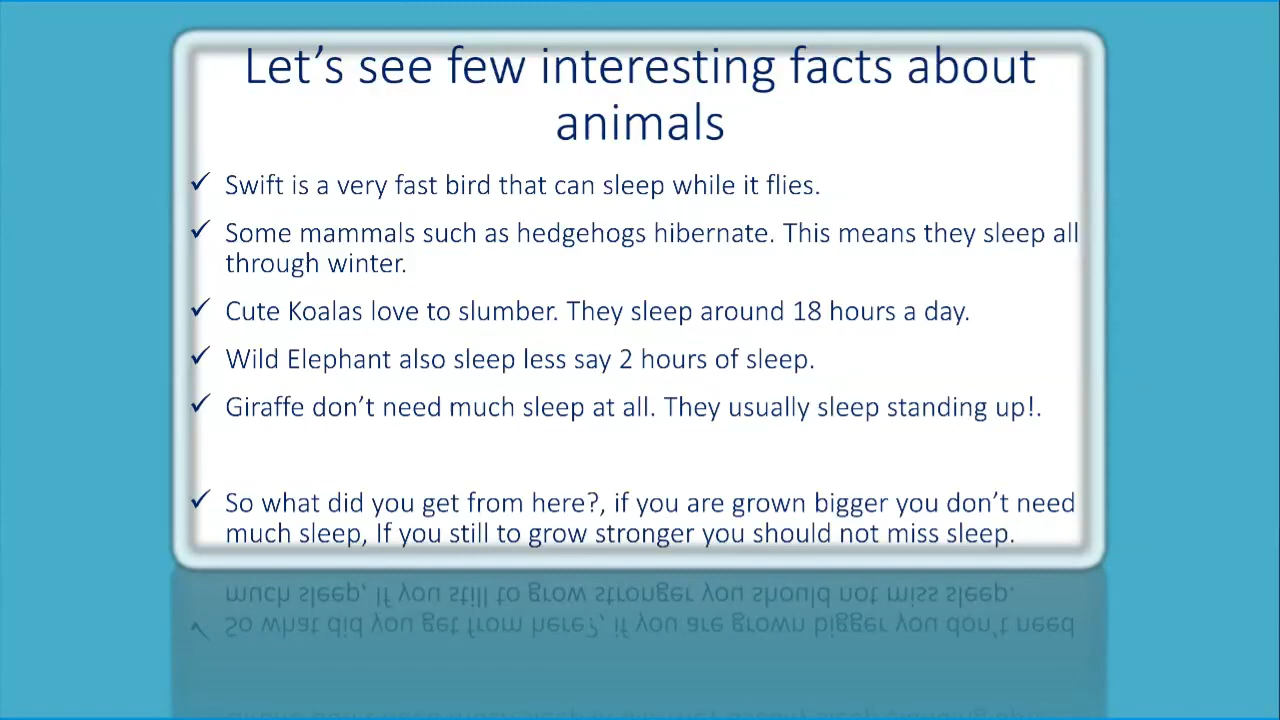 Let’s see few interesting facts about
animals
✓ Swift is a very fast bird that can sleep while it flies.
✓ Some mammals such as hedgehogs hibernate. This means they sleep all
through winter.
✓ Cute Koalas love to slumber. They sleep around 18 hours a day.
✓ Wild Elephant also sleep less say 2 hours of sleep.
✓ Giraffe don’t need much sleep at all. They usually sleep standing up!.
✓ So what did you get from here?, if you are grown bigger you don’t need
much sleep, If you still to grow stronger you should not miss sleep.